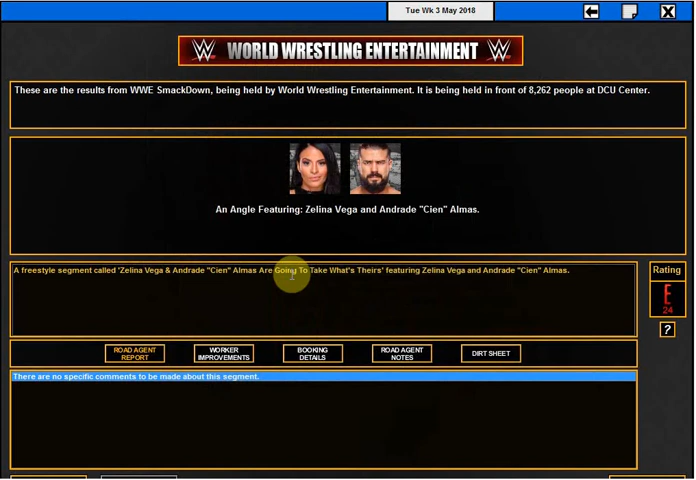 Tue Wk 3 May 2018
WORLD WRESTLING ENTERTAINMENT
These are the results from WWE SmackDown, being held by World Wrestling Entertainment. It is being held in front of 8,262 people at DCU Center.
An Angle Featuring: Zelina Vega and Andrade "Cien" Almas.
A freestyle segment called 'Zelina Vega & Andrade "Cien" Almas Are Going To Take What's Theirs' featuring Zelina Vega and Andrade "Cien" Almas.
Rating
E
24
?
ROAD AGENT
REPORT
WORKER
IMPROVEMENTS
BOOKING
DETAILS
ROAD AGENT
NOTES
DIRT SHEET
There are no specific comments to be made about this segment.